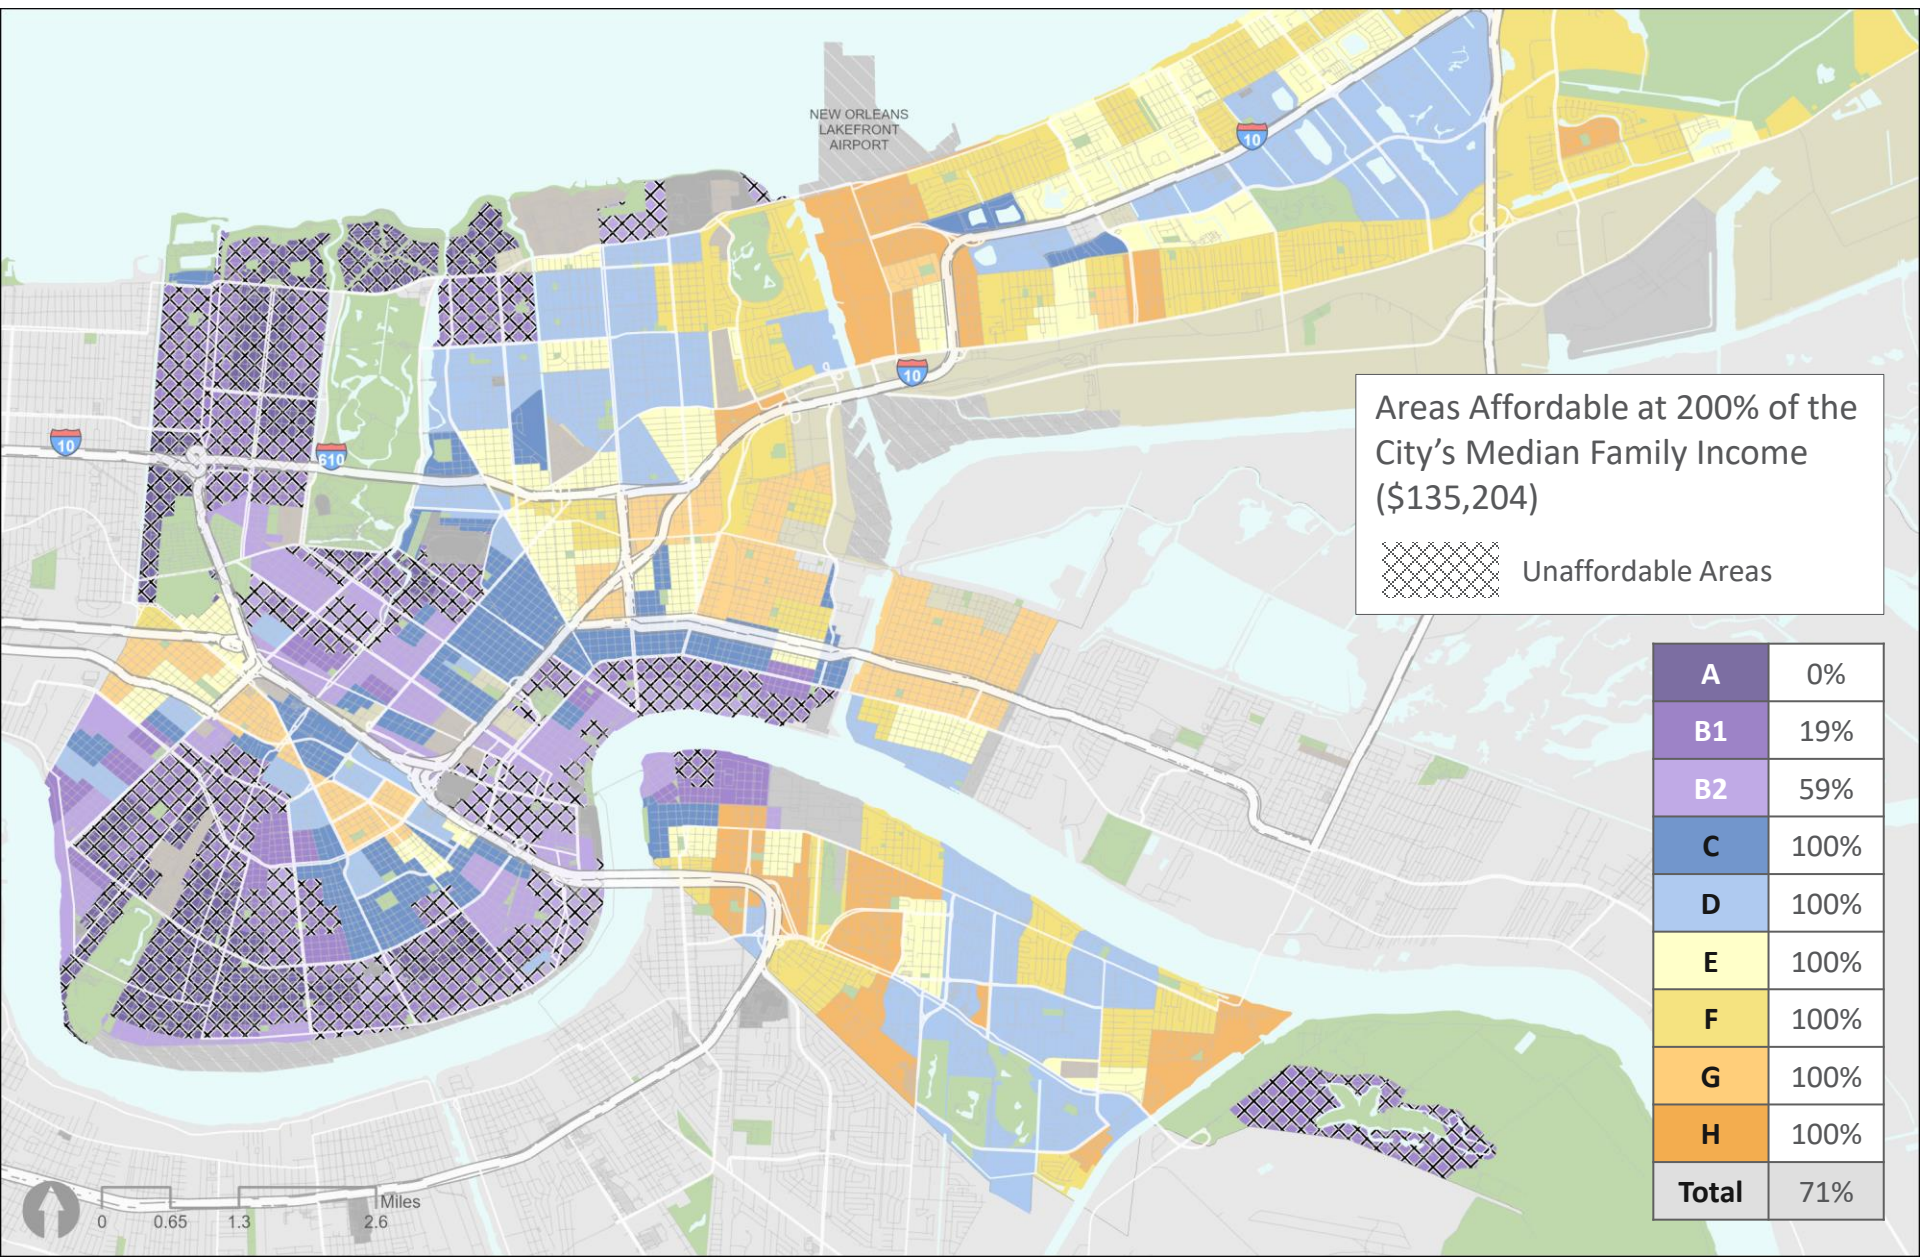 NEW ORLEANS
LAKEFRONT
AIRPORT
10
10
10
610
Areas Affordable at 200% of the
City’s Median Family Income
($135,204)
Unaffordable Areas
A 0%
B1 19%
B2 59%
C 100%
D 100%
E 100%
F 100%
G 100%
H 100%
Total 71%
Miles
0 0.65 1.3 2.6